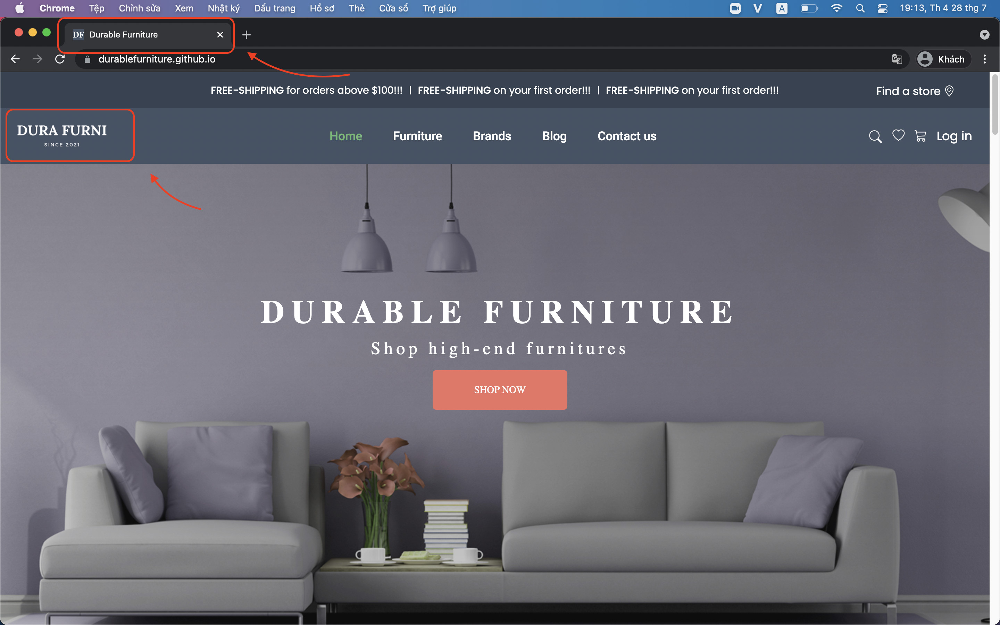 Chrome Tệp Chỉnh sửa Xem Nhật ký Dấu trang Hồ sơ Thẻ Cửa sổ Trợ giúp V A 19:13, Th 4 28 thg 7
DF Durable Furniture
durablefurniture.github.io Khách
FREE-SHIPPING for orders above $100!!! | FREE-SHIPPING on your first order!!! | FREE-SHIPPING on your first order!!! Find a store
DURA FURNI
SINCE 2021
Home Furniture Brands Blog Contact us Log in
DURABLE FURNITURE
Shop high-end furnitures
SHOP NOW